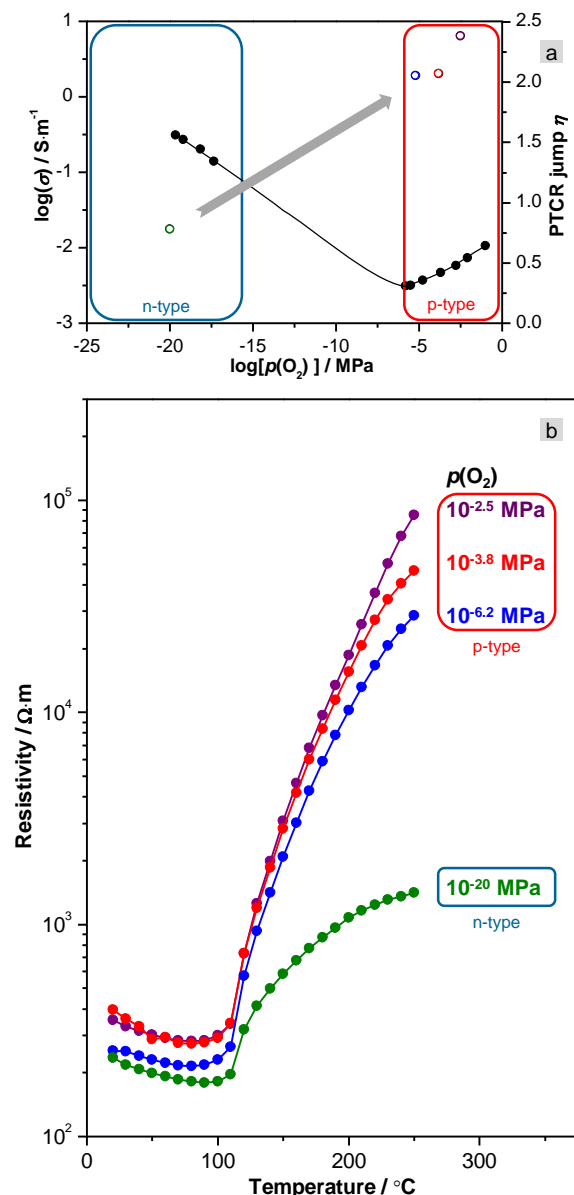 a
1
0
-1
-2
-3
log(σ) / S·m⁻¹
2.5
2.0
1.5
1.0
0.5
0.0
PTCR jump η
n-type
p-type
-25 -20 -15 -10 -5 0
log[p(O₂) ] / MPa
b
p(O₂)
10⁻²·⁵ MPa
10⁻³·⁸ MPa
10⁻⁶·² MPa
p-type
10⁻²⁰ MPa
n-type
10⁵
10⁴
10³
10²
Resistivity / Ω·m
0 100 200 300
Temperature / °C